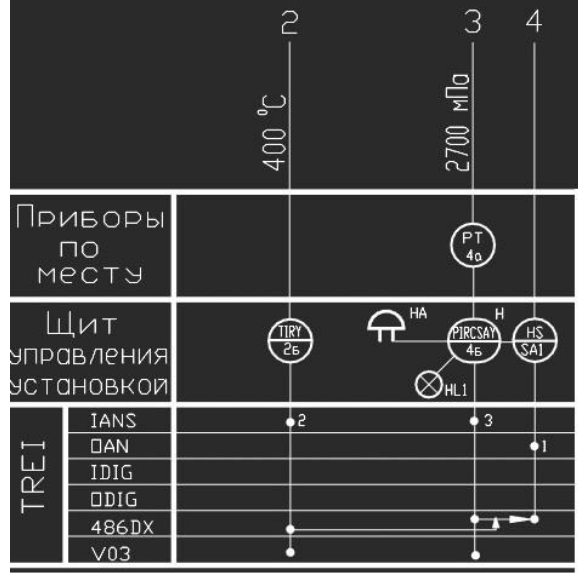 2 3 4
400 °C
2700 мПа
Приборы
по
месту
PT
4а
Щит
управления
установкой
TIRY
2Б
HA
H
PIRCSAY
4Б
HS
SA1
HL1
TREI
IANS 2 3
OAN 1
IDIG
ODIG
486DX
V03